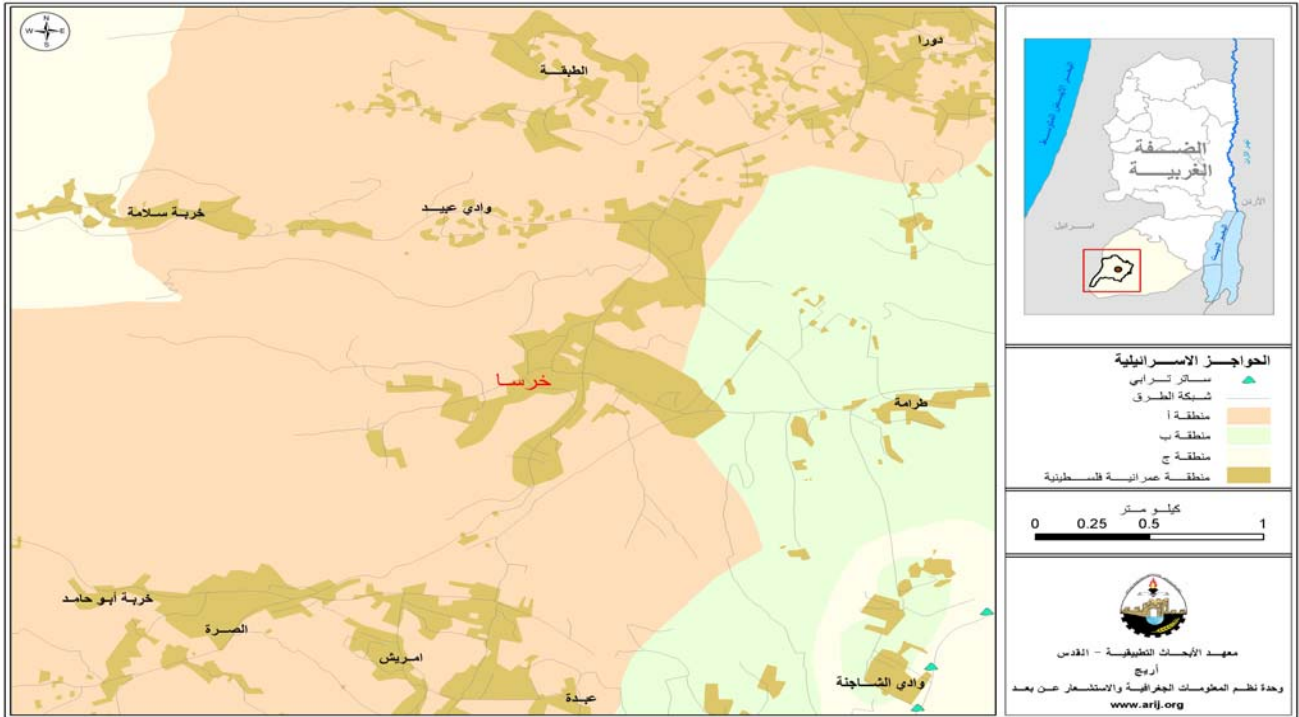 N
W E
S
دورا
الطبقة
خربة سلامة
وادي عبيد
خرسا
طرامة
خربة أبو حامد
الصرة
امريش
عبدة
وادي الشاجنة
البحر الأبيض المتوسط
الضفة
الغربية
نهر الأردن
الأردن
اسرائيل
البحر الميت
الحواجز الاسرائيلية
ساتر ترابي
شبكة الطرق
منطقة أ
منطقة ب
منطقة ج
منطقة عمرانية فلسطينية
كيلو متر
0 0.25 0.5 1
معهد الأبحاث التطبيقية - القدس
أريج
وحدة نظم المعلومات الجغرافية والاستشعار عن بعد
www.arij.org